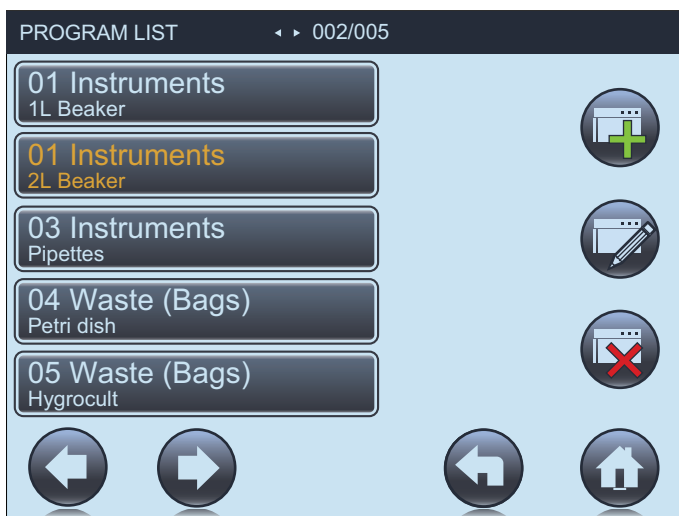 PROGRAM LIST ◂ ▸ 002/005
01 Instruments
1L Beaker
01 Instruments
2L Beaker
03 Instruments
Pipettes
04 Waste (Bags)
Petri dish
05 Waste (Bags)
Hygrocult